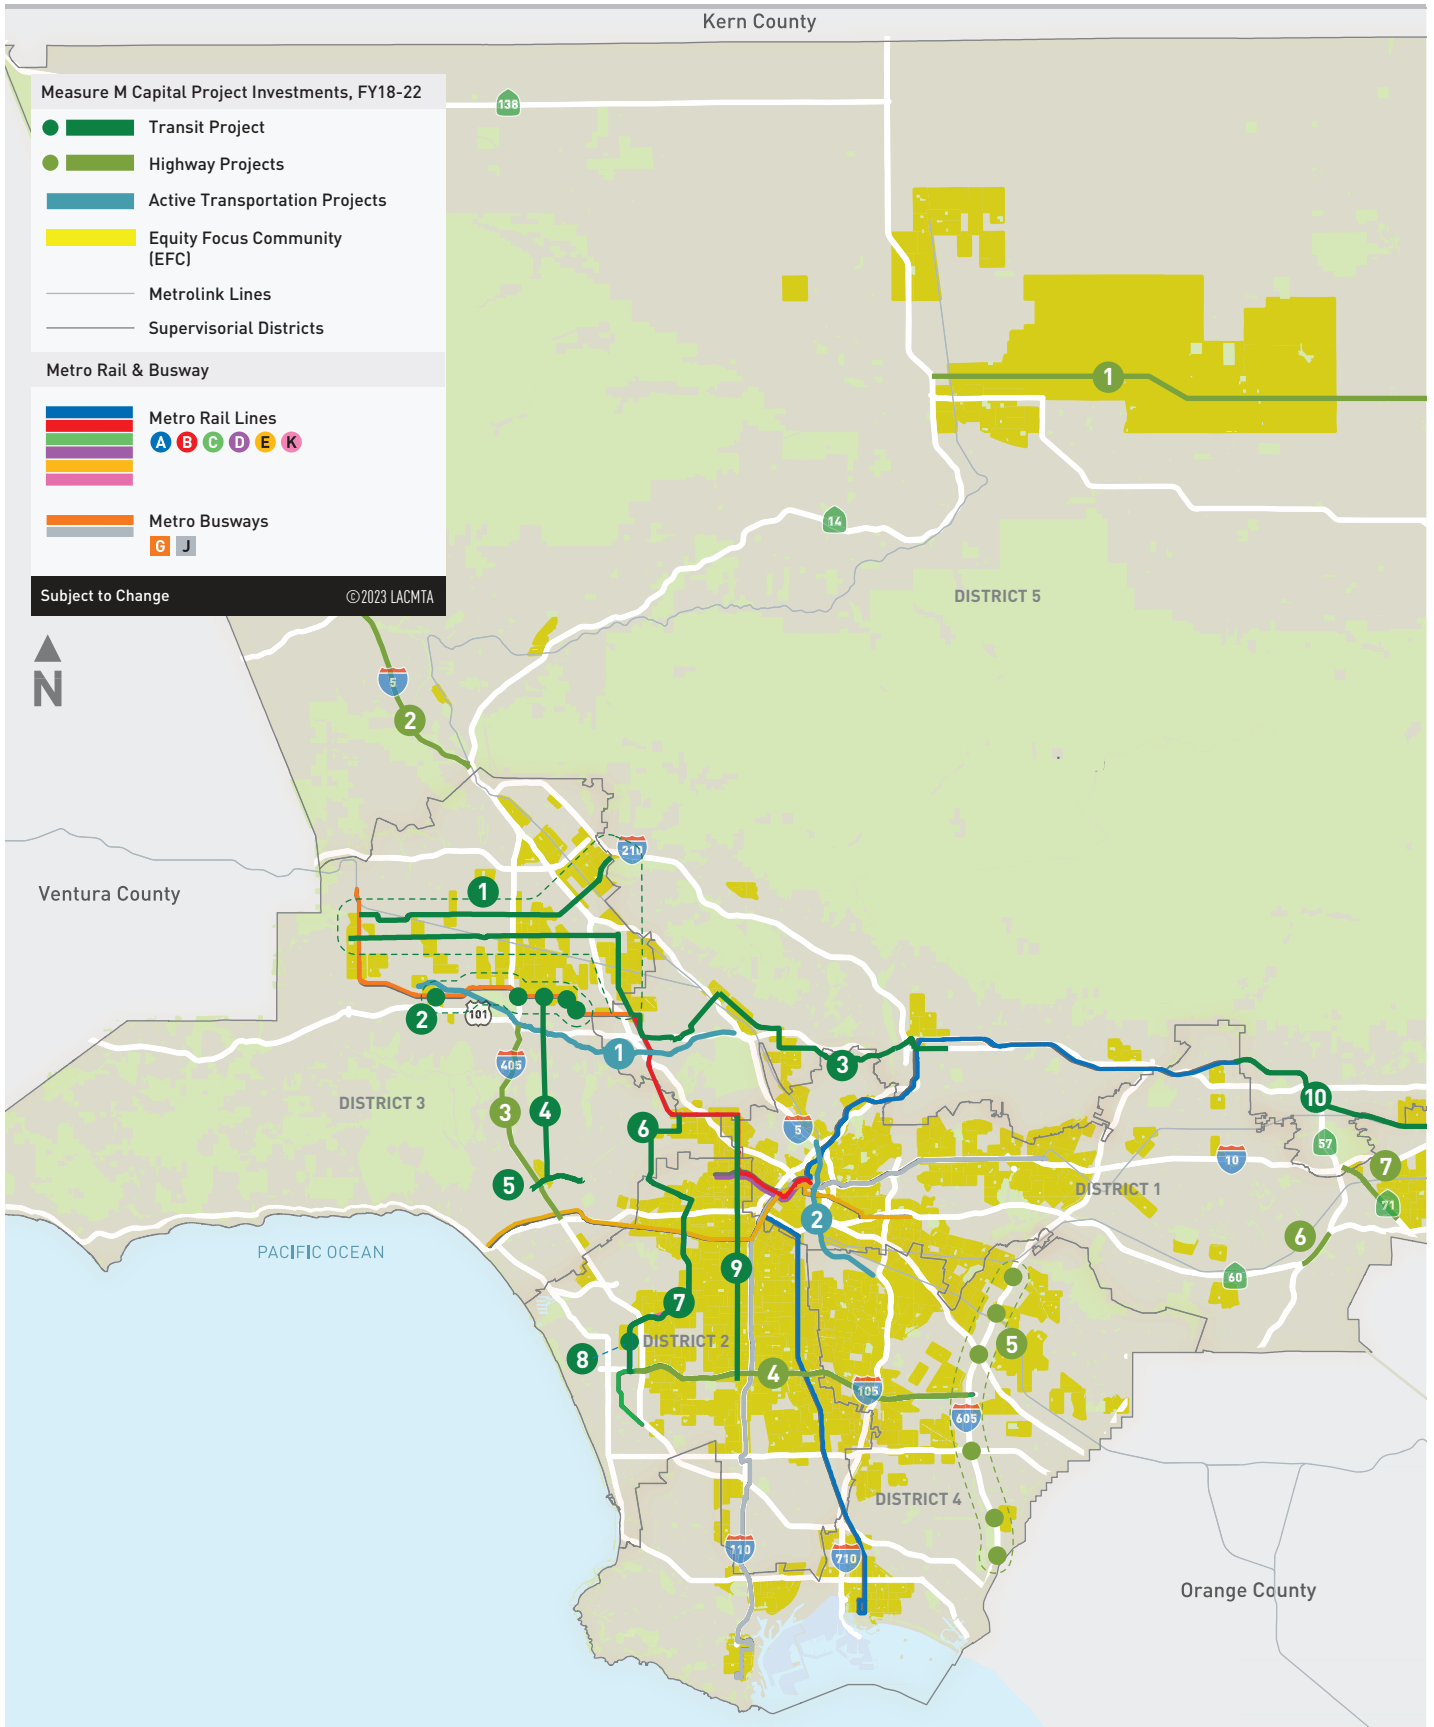 Kern County
Measure M Capital Project Investments, FY18-22
Transit Project
Highway Projects
Active Transportation Projects
Equity Focus Community
(EFC)
Metrolink Lines
Supervisorial Districts
Metro Rail & Busway
Metro Rail Lines
A B C D E K
Metro Busways
G J
Subject to Change ©2023 LACMTA
N
138
1
14
DISTRICT 5
5
2
210
Ventura County
1
2
101
1
3
405
DISTRICT 3
3
4
6
5
10
5
57
10
7
DISTRICT 1
71
5
2
6
PACIFIC OCEAN
9
60
7
DISTRICT 2
5
8
4
105
605
DISTRICT 4
110
710
Orange County